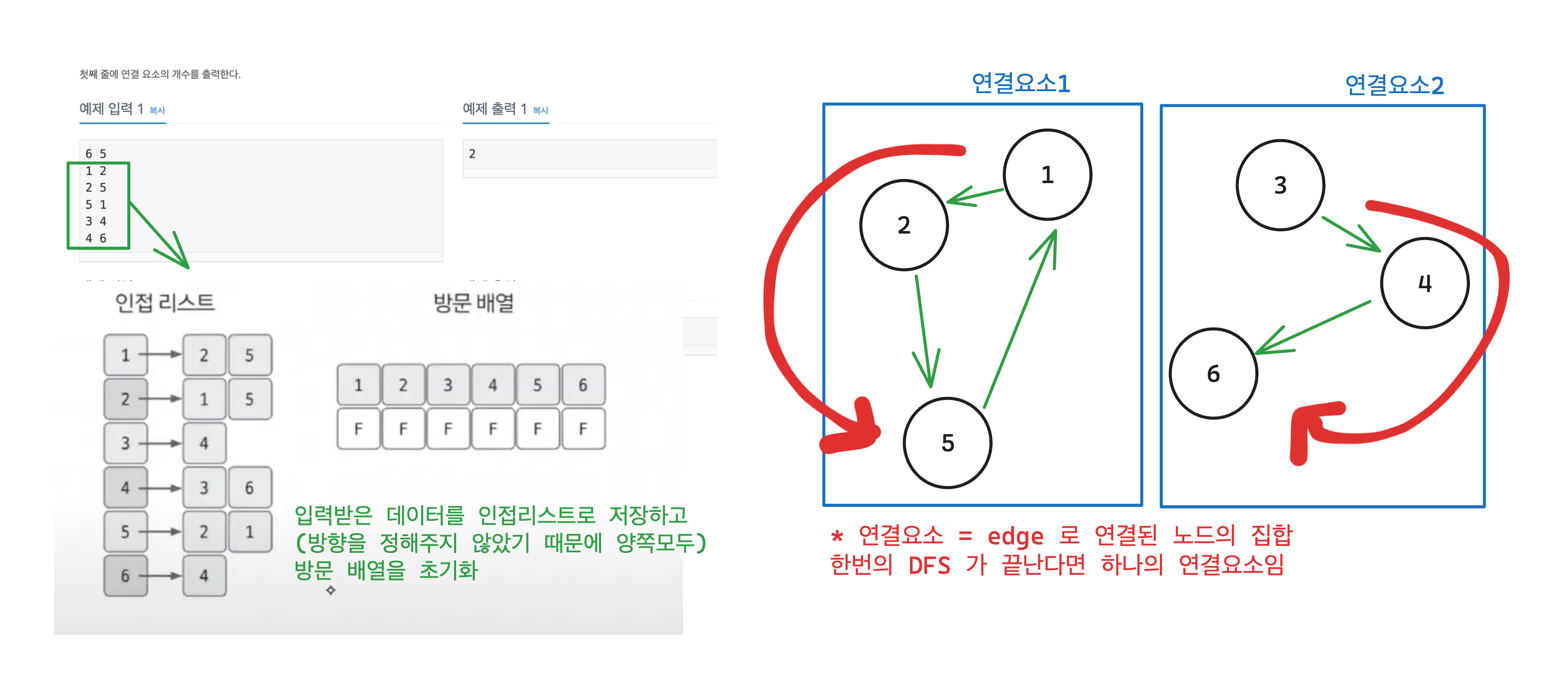 첫째 줄에 연결 요소의 개수를 출력한다.
예제 입력 1 복사
6 5
1 2
2 5
5 1
3 4
4 6
예제 출력 1 복사
2
인접 리스트
1 2 5
2 1 5
3 4
4 3 6
5 2 1
6 4
방문 배열
1 2 3 4 5 6
F F F F F F
입력받은 데이터를 인접리스트로 저장하고
(방향을 정해주지 않았기 때문에 양쪽모두)
방문 배열을 초기화
연결요소1
1
2
5
연결요소2
3
4
6
* 연결요소 = edge 로 연결된 노드의 집합
한번의 DFS 가 끝난다면 하나의 연결요소임